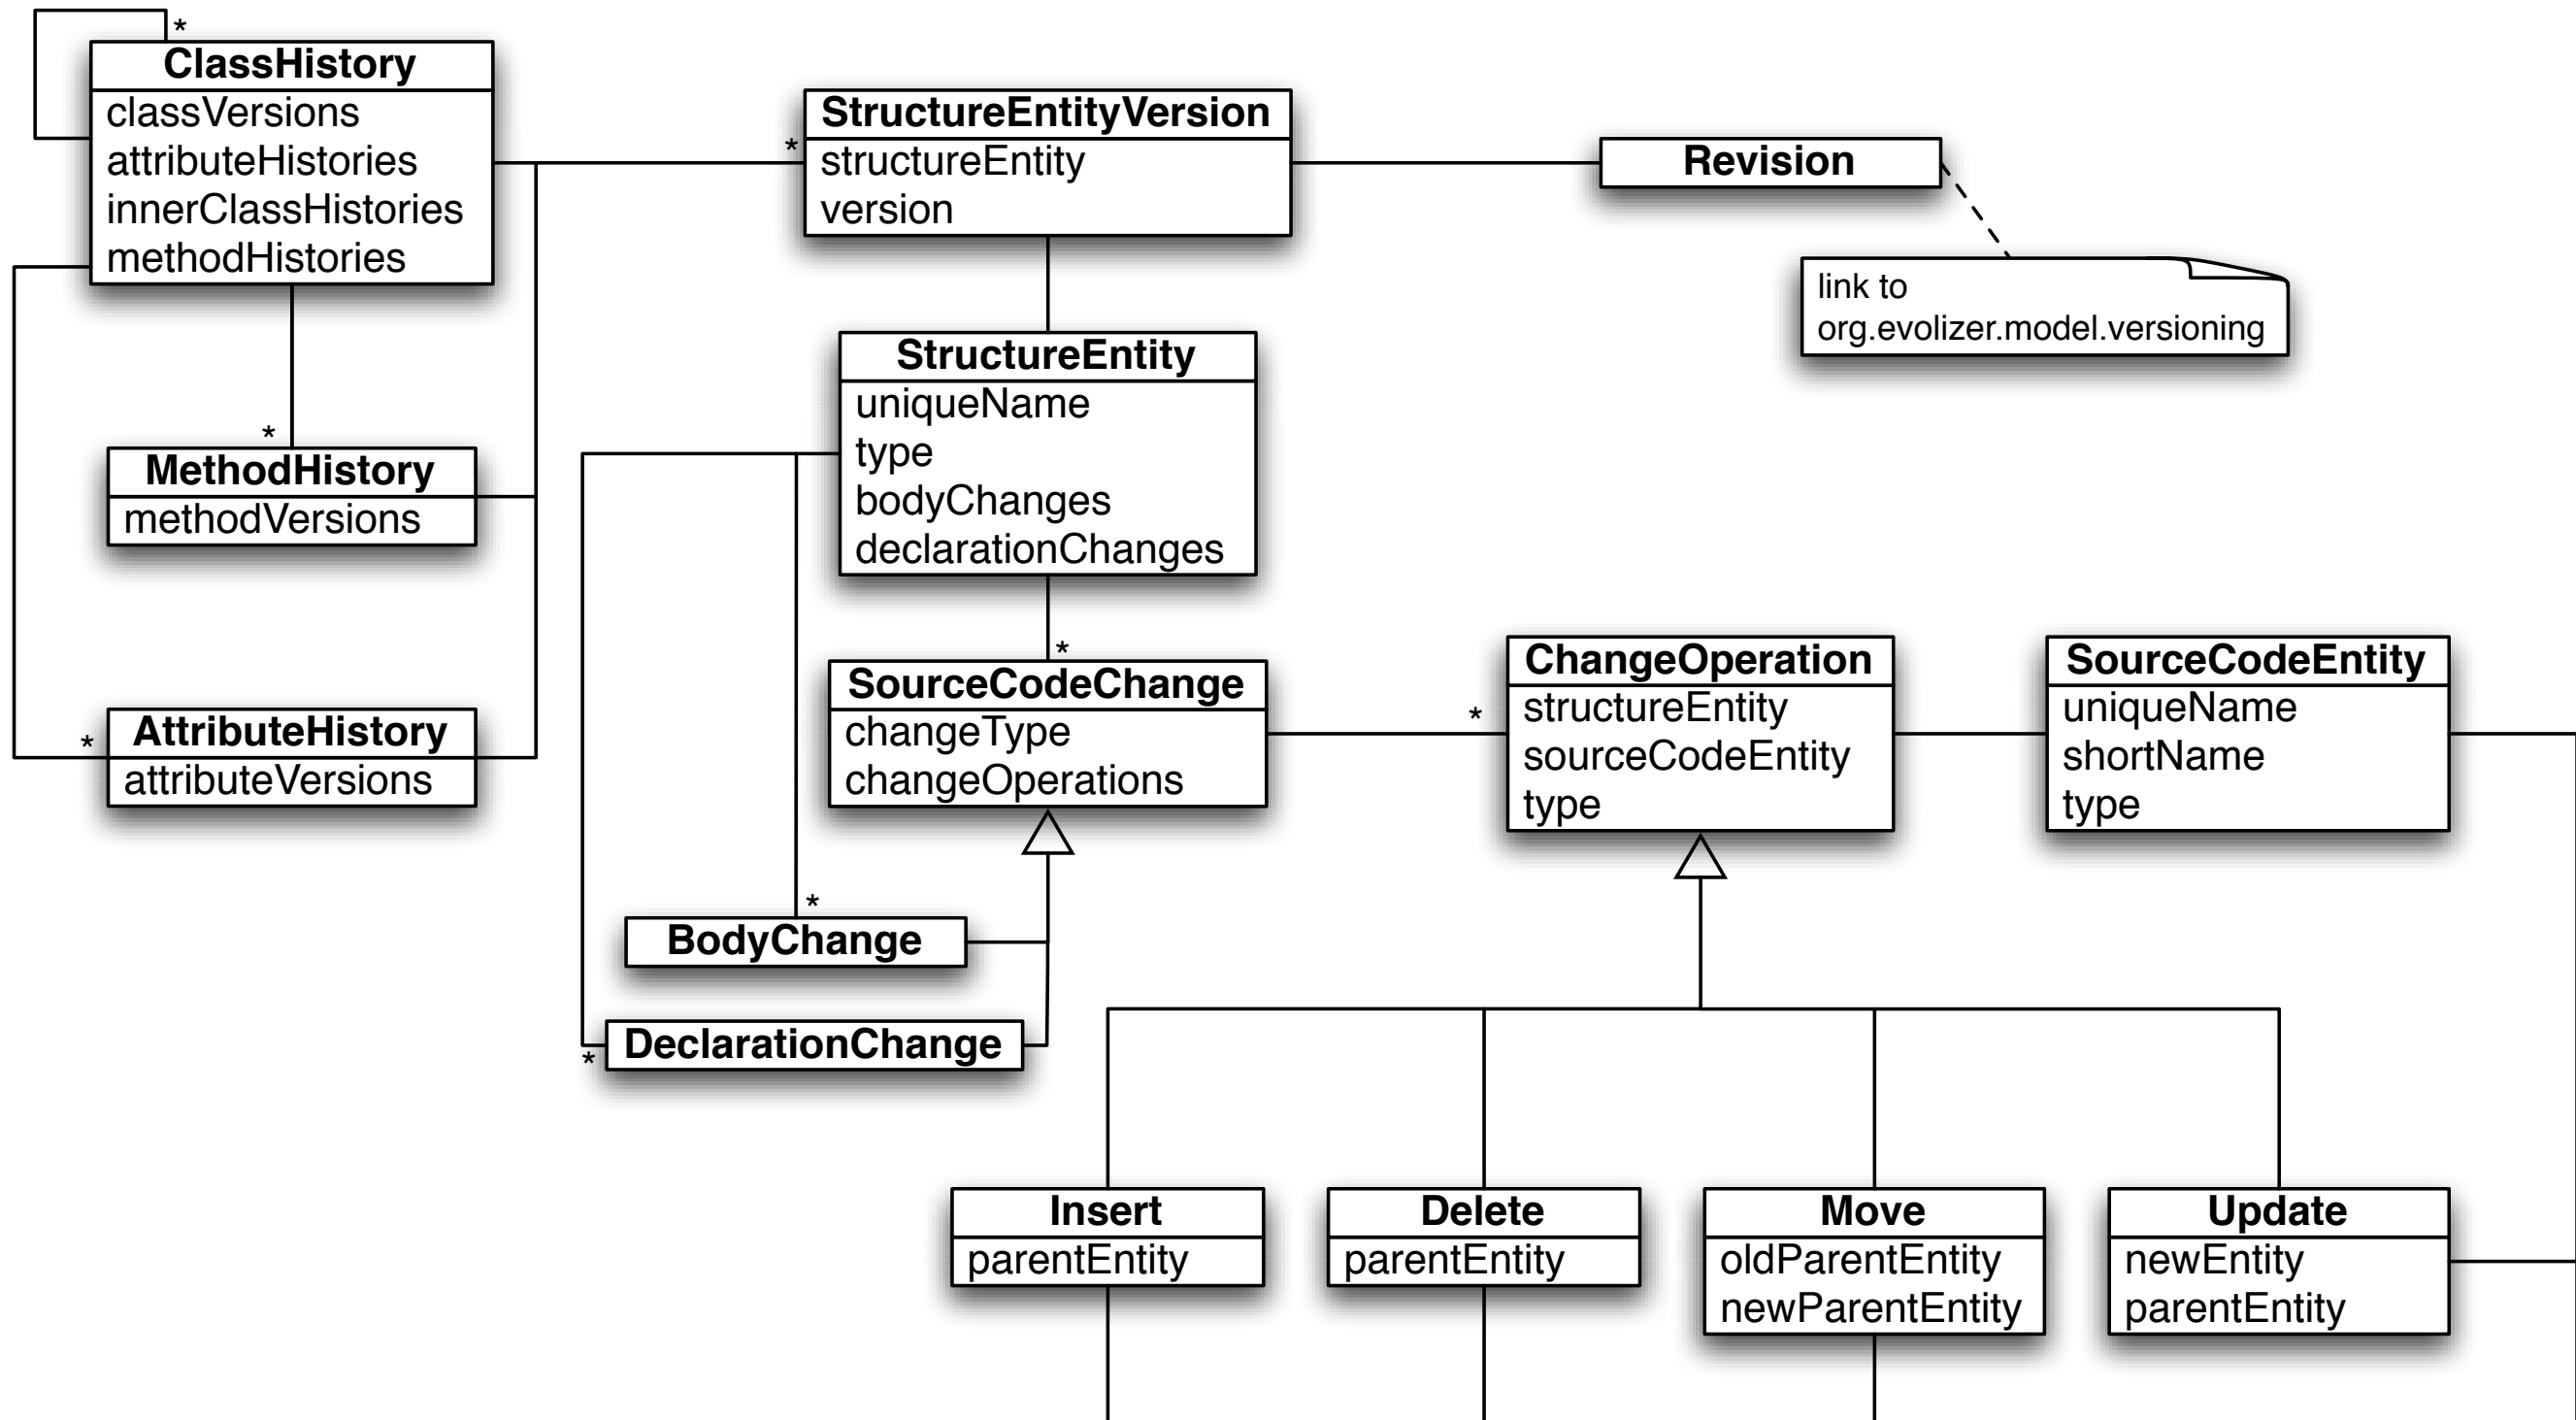 *
ClassHistory
classVersions
attributeHistories
innerClassHistories
methodHistories
*
StructureEntityVersion
structureEntity
version
Revision
link to
org.evolizer.model.versioning
StructureEntity
uniqueName
type
bodyChanges
declarationChanges
*
MethodHistory
methodVersions
*
AttributeHistory
attributeVersions
*
SourceCodeChange
changeType
changeOperations
*
ChangeOperation
structureEntity
sourceCodeEntity
type
SourceCodeEntity
uniqueName
shortName
type
*
BodyChange
*
DeclarationChange
Insert
parentEntity
Delete
parentEntity
Move
oldParentEntity
newParentEntity
Update
newEntity
parentEntity